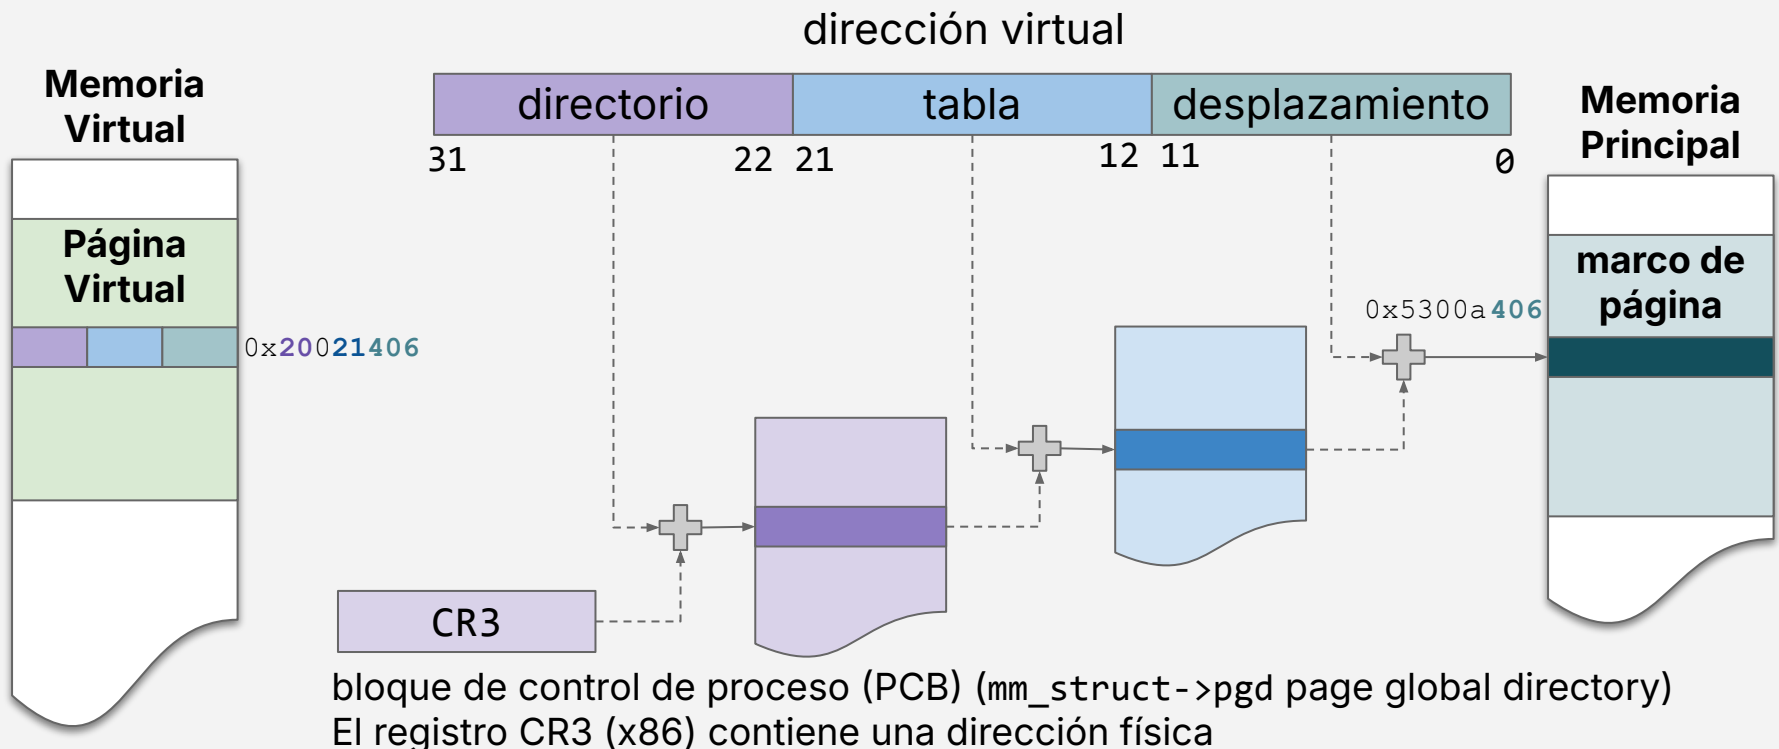 dirección virtual
Memoria
Virtual
directorio
tabla
desplazamiento
Memoria
Principal
31
22
21
12
11
0
Página
Virtual
marco de
página
0x5300a406
0x20021406
CR3
bloque de control de proceso (PCB) (mm_struct->pgd page global directory)
El registro CR3 (x86) contiene una dirección física